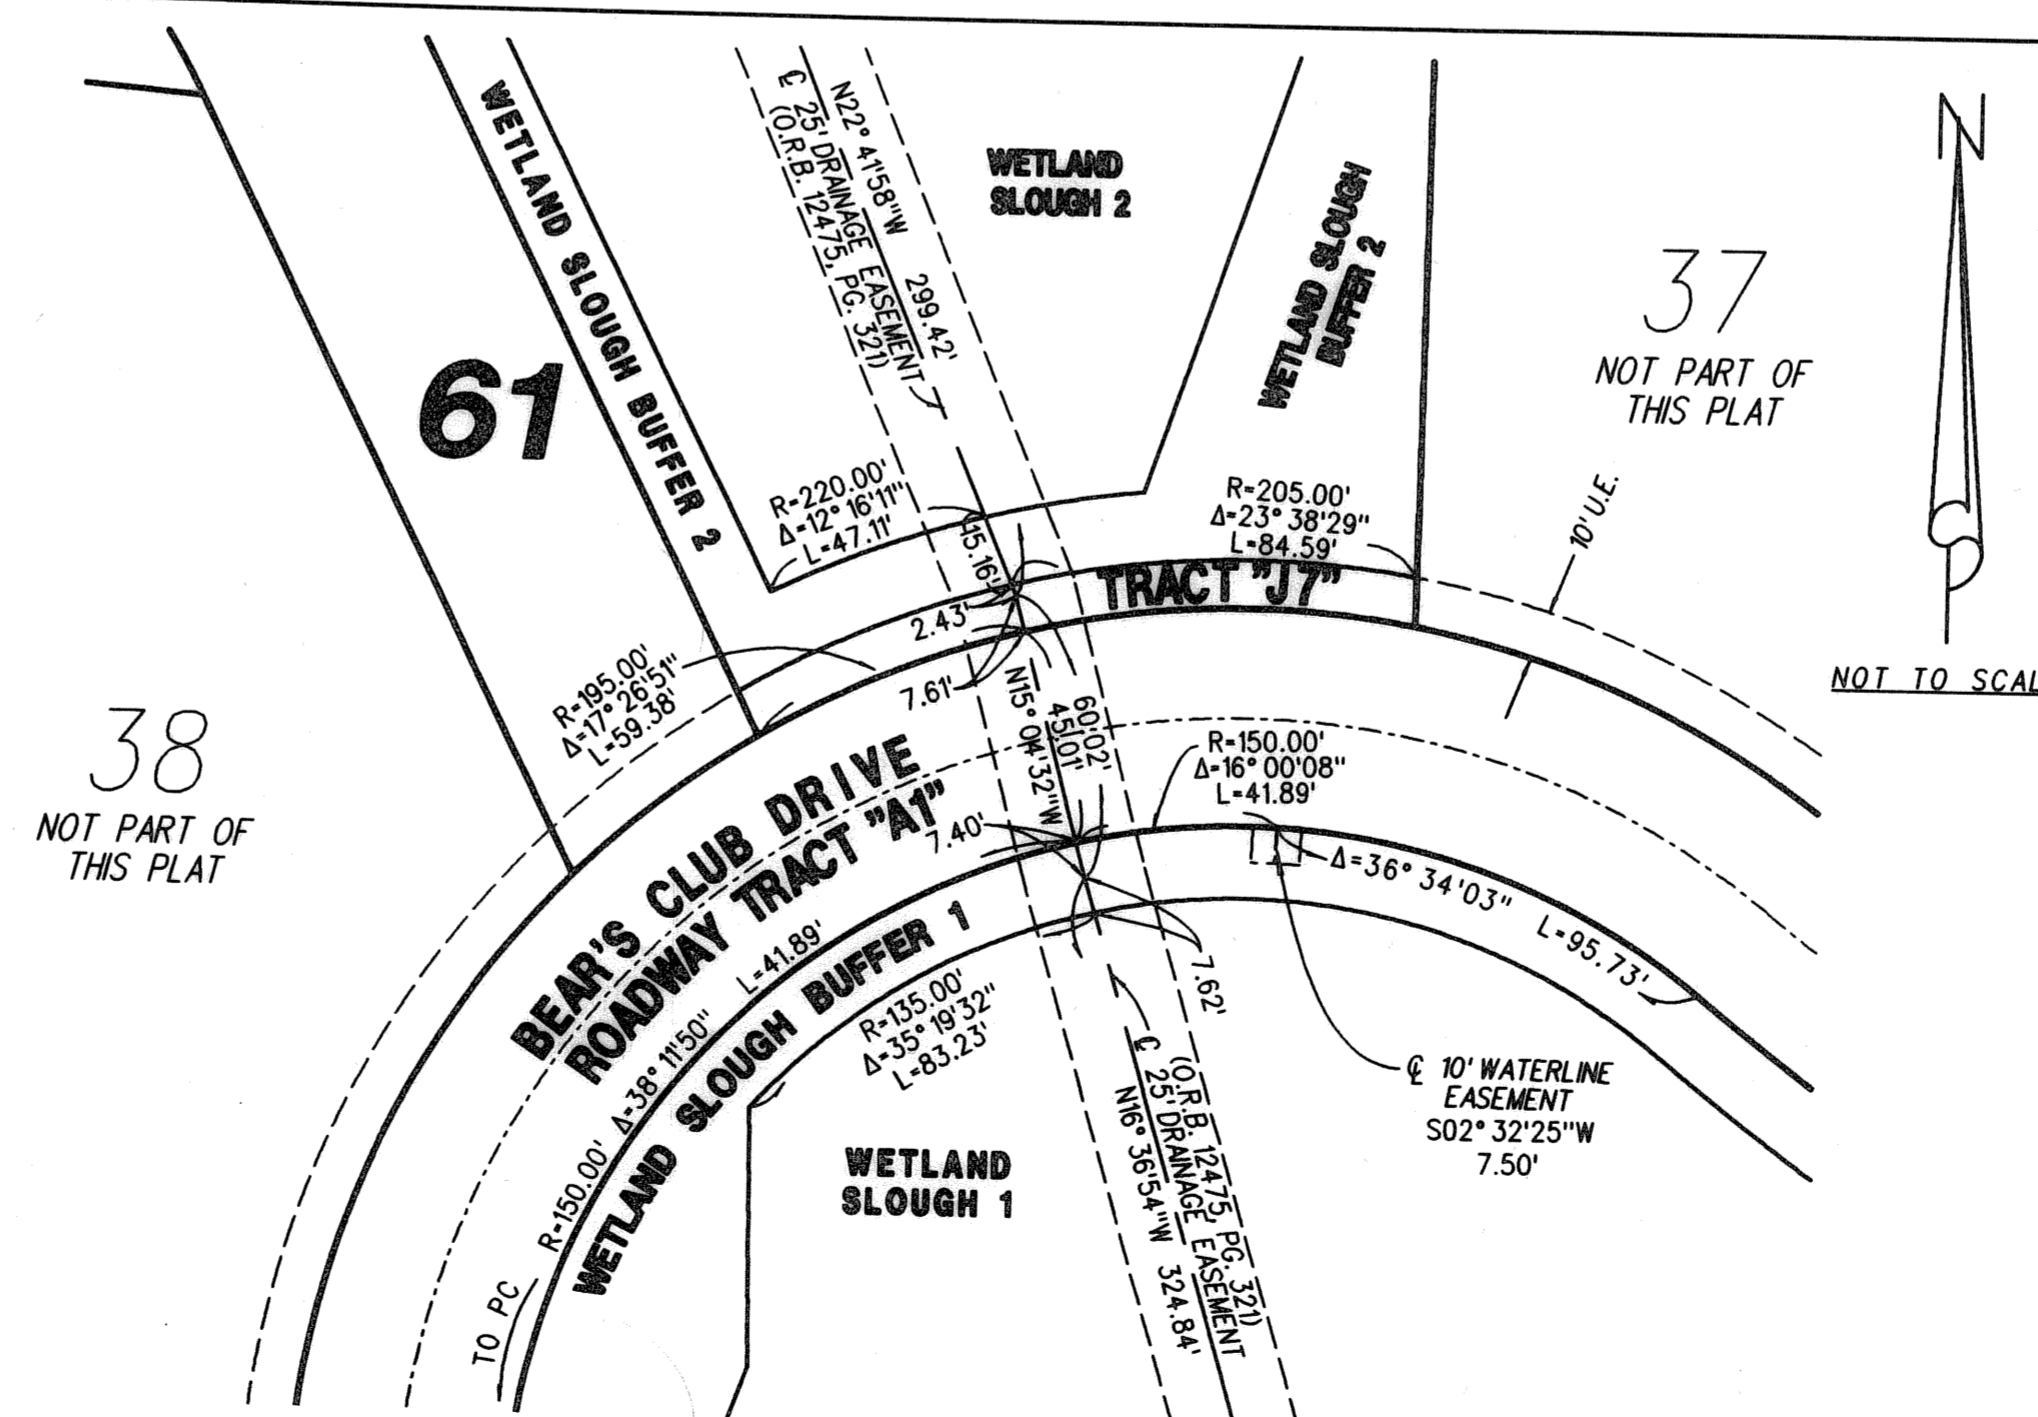 WETLAND SLOUGH BUFFER 2
N22° 41'58"W 299.42'
℄ 25' DRAINAGE EASEMENT
(O.R.B. 12475, PG. 321)
WETLAND
SLOUGH 2
WETLAND SLOUGH
BUFFER 2
N
37
NOT PART OF
THIS PLAT
61
R=220.00'
Δ=12° 16'11"
L=47.11'
15.16'
R=205.00'
Δ=23° 38'29"
L=84.59'
10' U.E.
TRACT "J7"
2.43'
R=195.00'
Δ=17° 26'51"
L=59.38'
7.61'
N15° 04'32"W
45.01'
60.02'
NOT TO SCAL
38
NOT PART OF
THIS PLAT
R=150.00'
Δ=16° 00'08"
L=41.89'
BEAR'S CLUB DRIVE
ROADWAY TRACT "A1"
7.40'
Δ=36° 34'03" L=95.73'
R=150.00' Δ=38° 11'50" L=41.89'
WETLAND SLOUGH BUFFER 1
R=135.00'
Δ=35° 19'32"
L=83.23'
7.62'
℄ 10' WATERLINE
EASEMENT
S02° 32'25"W
7.50'
(O.R.B. 12475, PG. 321)
℄ 25' DRAINAGE EASEMENT
N16° 36'54"W 324.84'
WETLAND
SLOUGH 1
TO PC